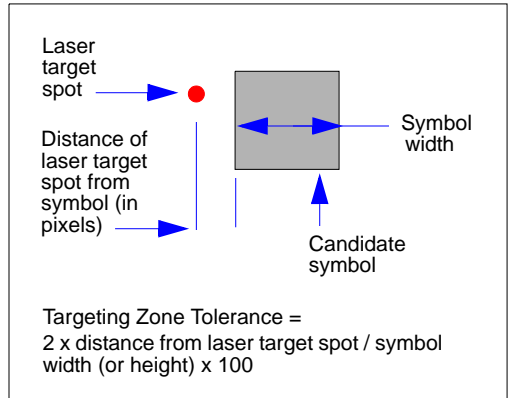 Laser
target
spot
Distance of
laser target
spot from
symbol (in
pixels)
Symbol
width
Candidate
symbol
Targeting Zone Tolerance =
2 x distance from laser target spot / symbol
width (or height) x 100